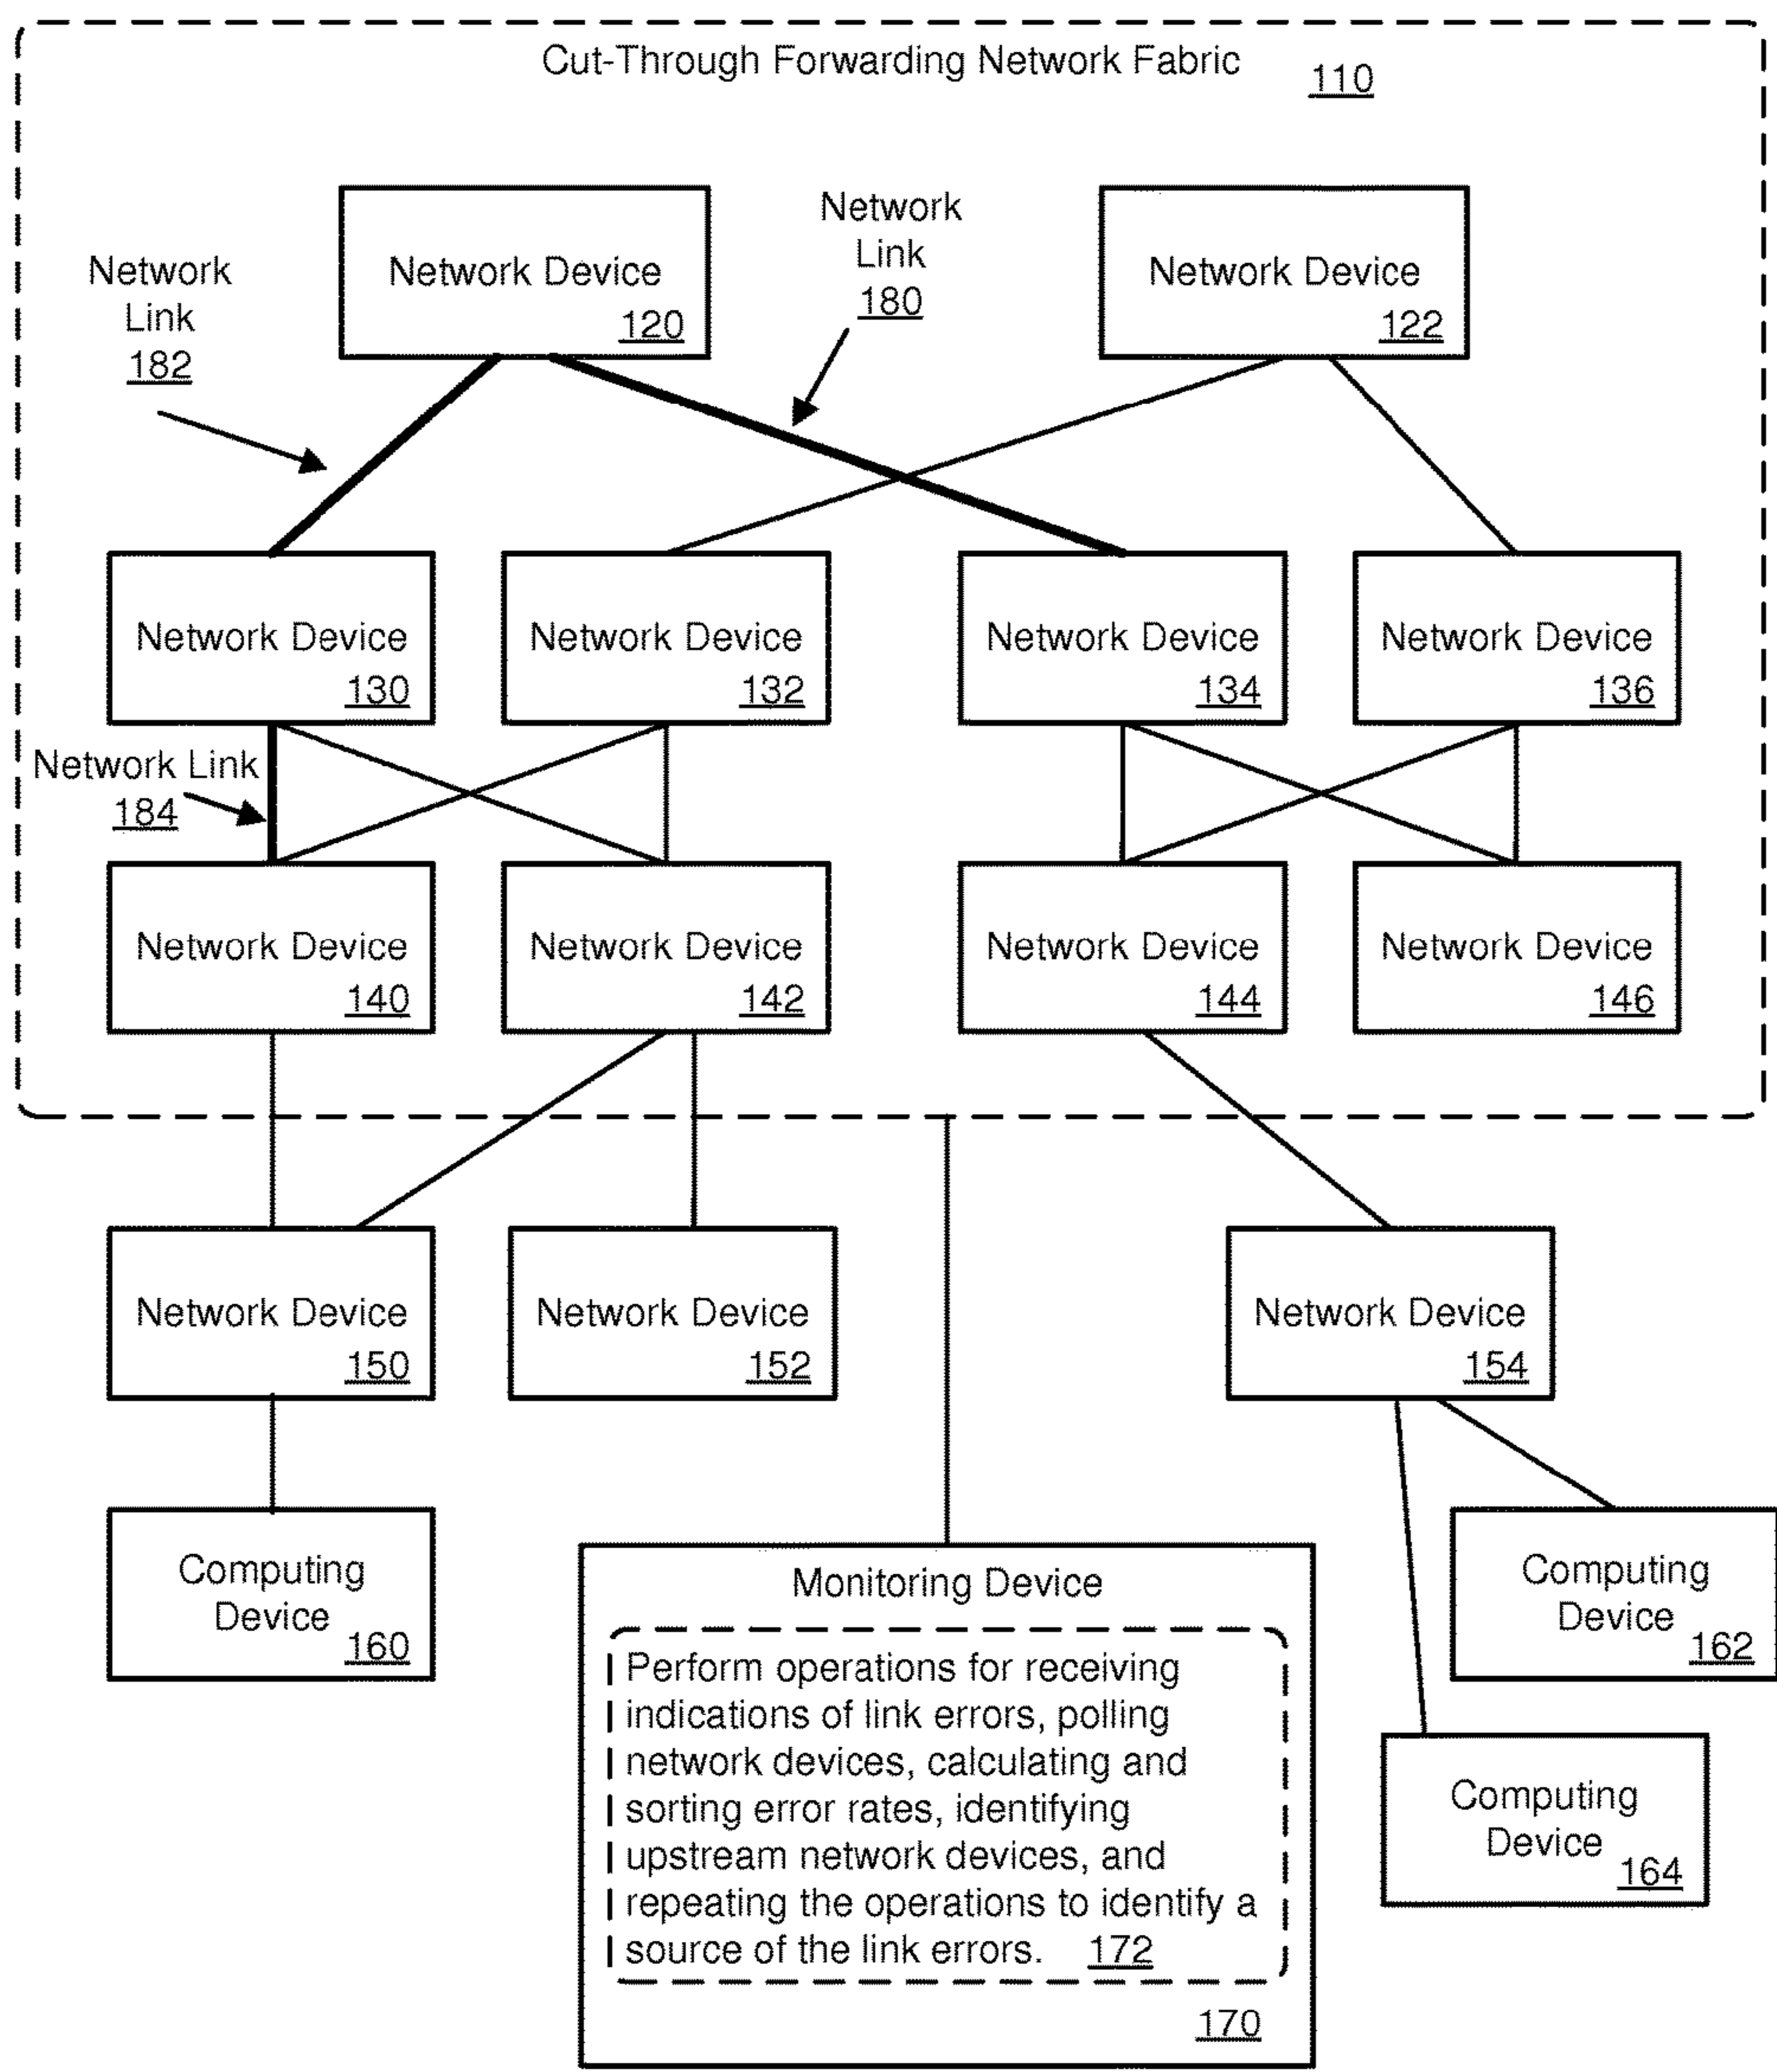 Cut-Through Forwarding Network Fabric
110
Network
Link
182
Network Device
120
Network
Link
180
Network Device
122
Network Device
130
Network Device
132
Network Device
134
Network Device
136
Network Link
184
Network Device
140
Network Device
142
Network Device
144
Network Device
146
Network Device
150
Network Device
152
Network Device
154
Computing
Device
160
Monitoring Device
Perform operations for receiving
indications of link errors, polling
network devices, calculating and
sorting error rates, identifying
upstream network devices, and
repeating the operations to identify a
source of the link errors. 172
170
Computing
Device
162
Computing
Device
164